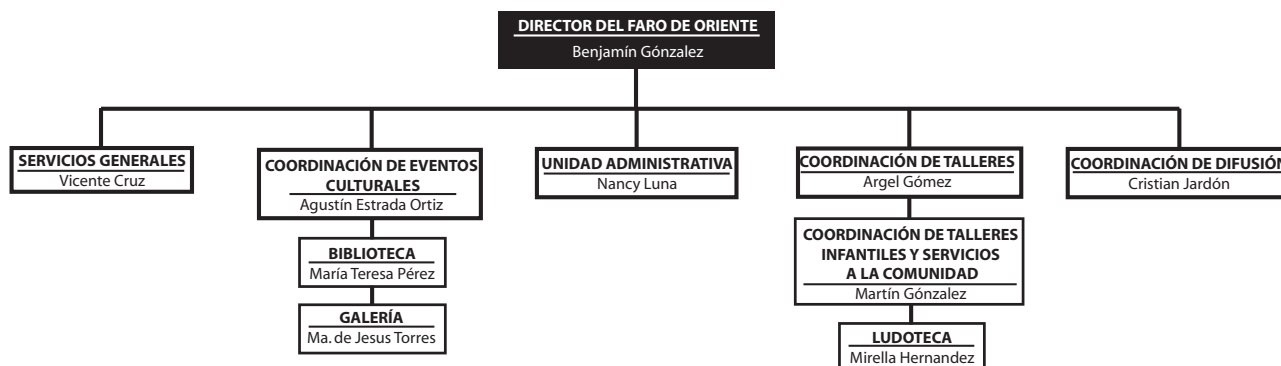 DIRECTOR DEL FARO DE ORIENTE
Benjamín Gónzalez
SERVICIOS GENERALES
Vicente Cruz
COORDINACIÓN DE EVENTOS
CULTURALES
Agustín Estrada Ortiz
BIBLIOTECA
María Teresa Pérez
GALERÍA
Ma. de Jesus Torres
UNIDAD ADMINISTRATIVA
Nancy Luna
COORDINACIÓN DE TALLERES
Argel Gómez
COORDINACIÓN DE TALLERES
INFANTILES Y SERVICIOS
A LA COMUNIDAD
Martín Gónzalez
LUDOTECA
Mirella Hernandez
COORDINACIÓN DE DIFUSIÓN
Cristian Jardón